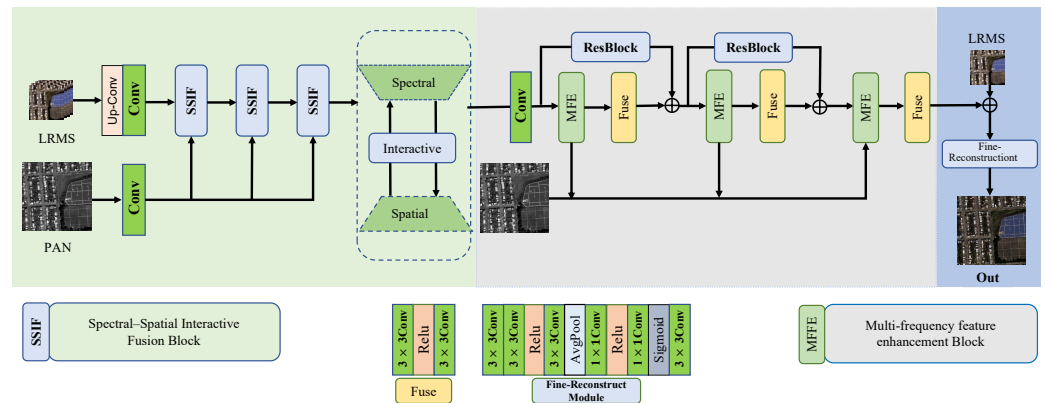 LRMS
Up-Conv
Conv
SSIF
SSIF
SSIF
PAN
Conv
Spectral
Interactive
Spatial
Conv
ResBlock
MFE
Fuse
ResBlock
MFE
Fuse
MFE
Fuse
LRMS
Fine-
Reconstructiont
Out
SSIF
Spectral–Spatial Interactive
Fusion Block
3 × 3Conv
Relu
3 × 3Conv
Fuse
3 × 3Conv
3 × 3Conv
Relu
3 × 3Conv
AvgPool
1 × 1Conv
Relu
1 × 1Conv
Sigmoid
3 × 3Conv
Fine-Reconstruct
Module
MFFE
Multi-frequency feature
enhancement Block